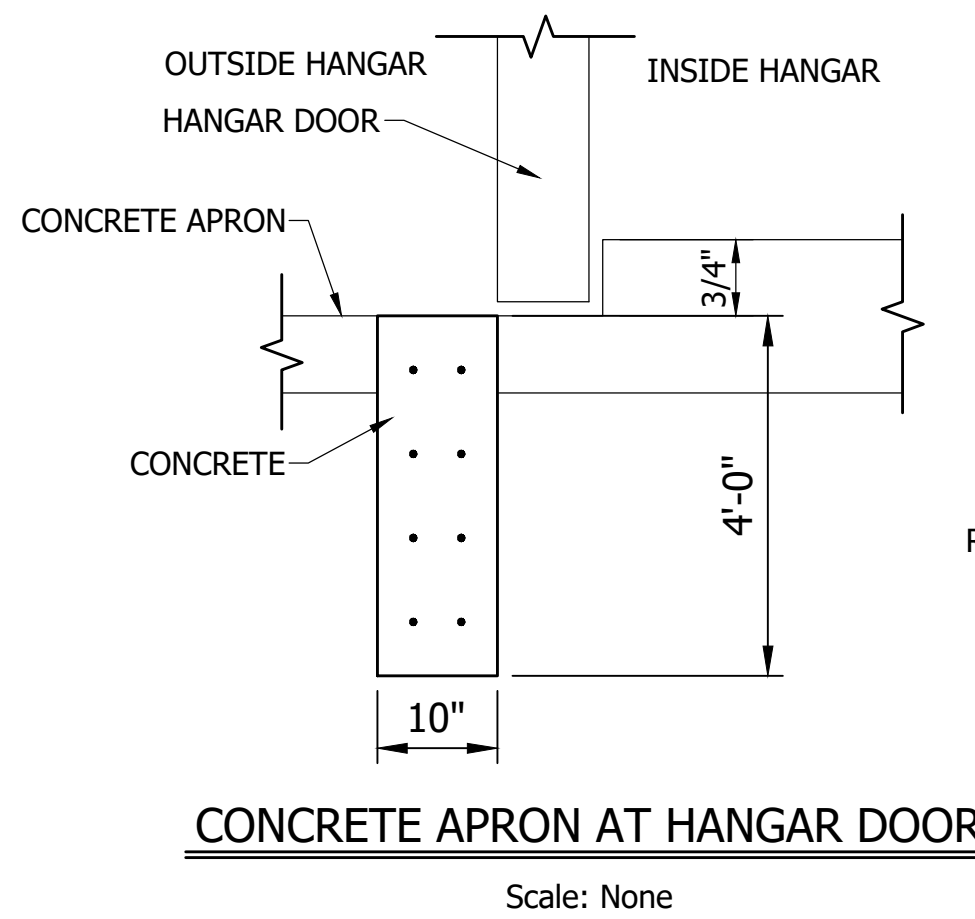 OUTSIDE HANGAR
INSIDE HANGAR
HANGAR DOOR
CONCRETE APRON
3/4"
CONCRETE
4'-0"
10"
CONCRETE APRON AT HANGAR DOOR
Scale: None